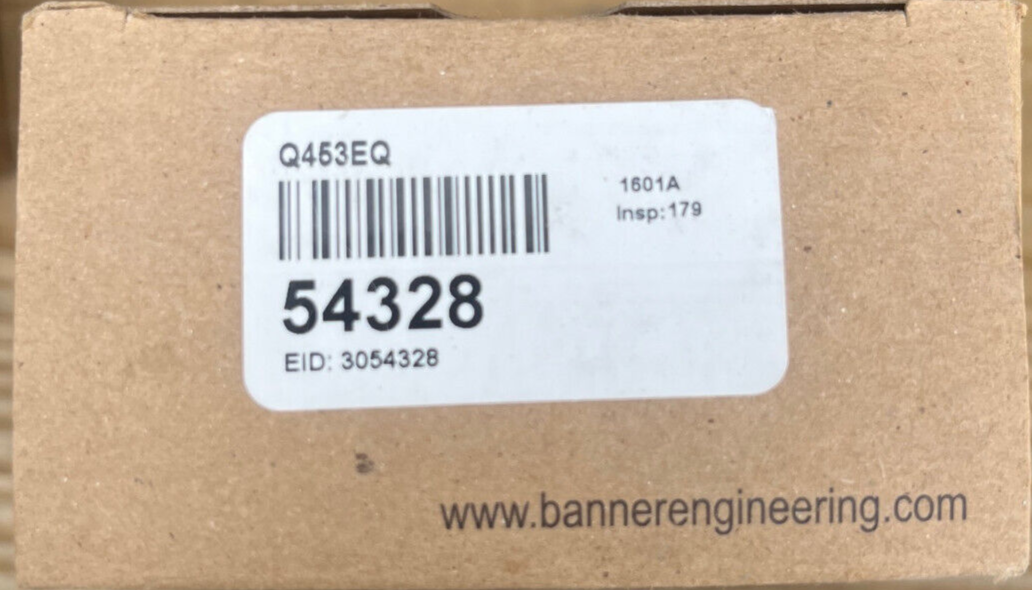 Q453EQ
1601A
Insp:179
54328
EID: 3054328
www.bannerengineering.com